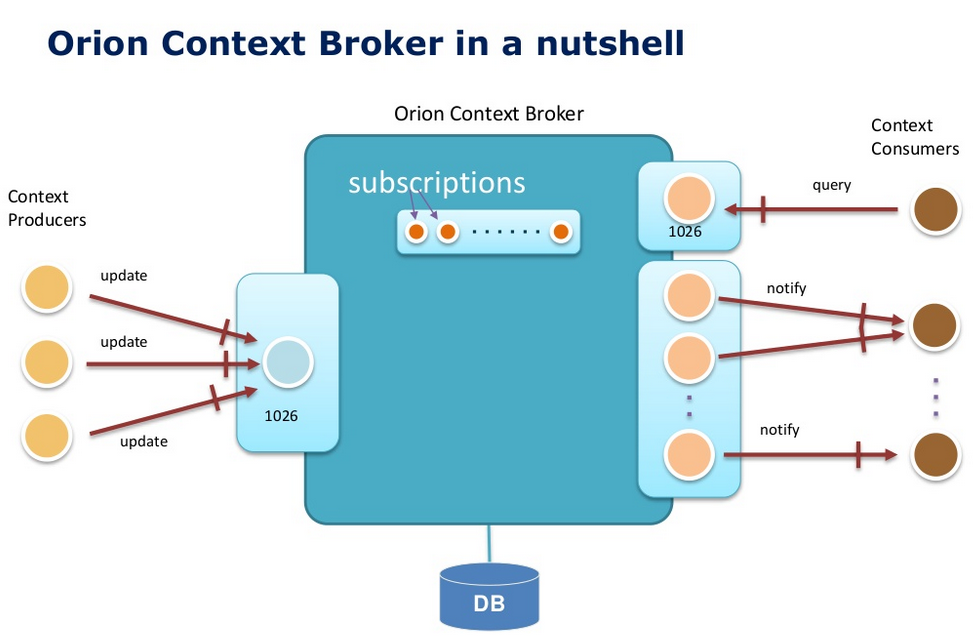 Orion Context Broker in a nutshell
Orion Context Broker
Context
Consumers
subscriptions
query
Context
Producers
1026
update
notify
update
1026
notify
update
DB